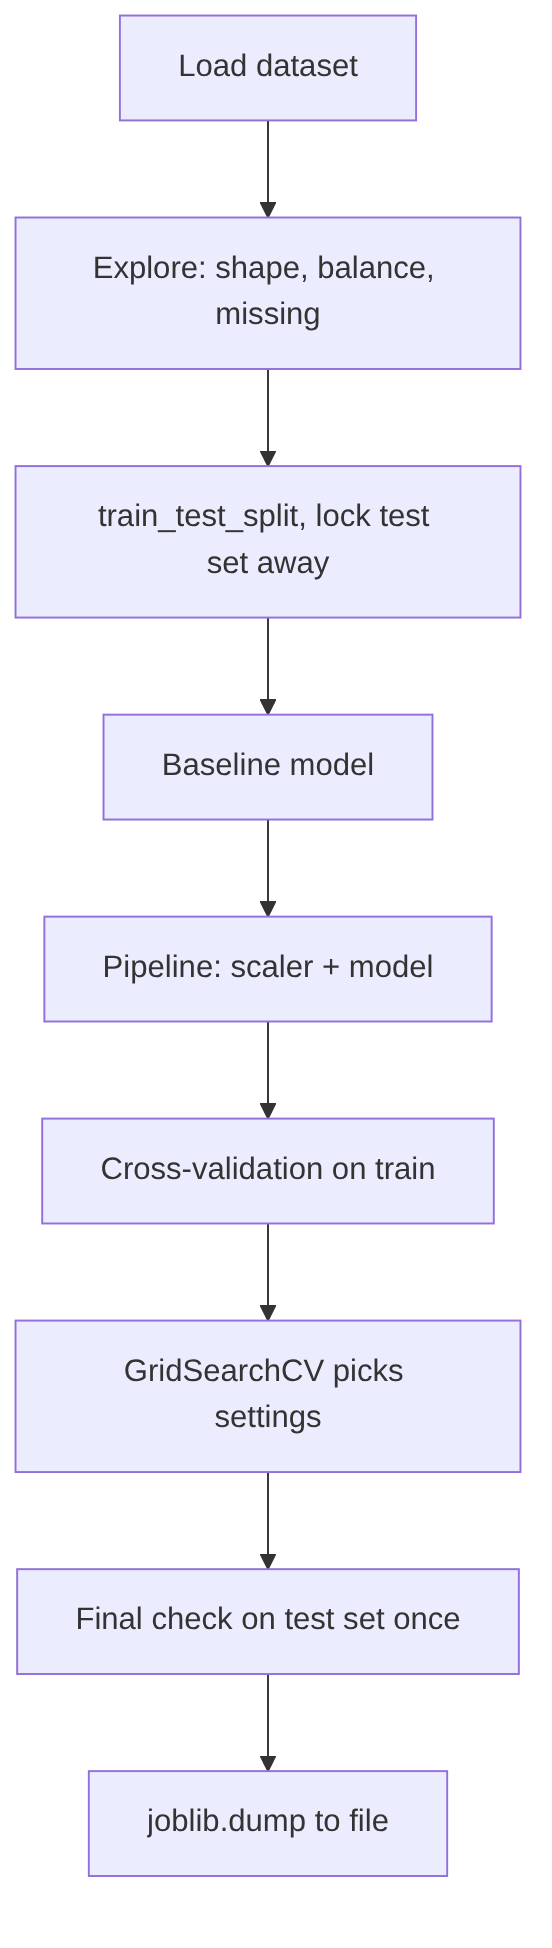 Load dataset
Explore: shape, balance,
missing
train_test_split, lock test
set away
Baseline model
Pipeline: scaler + model
Cross-validation on train
GridSearchCV picks
settings
Final check on test set once
joblib.dump to file